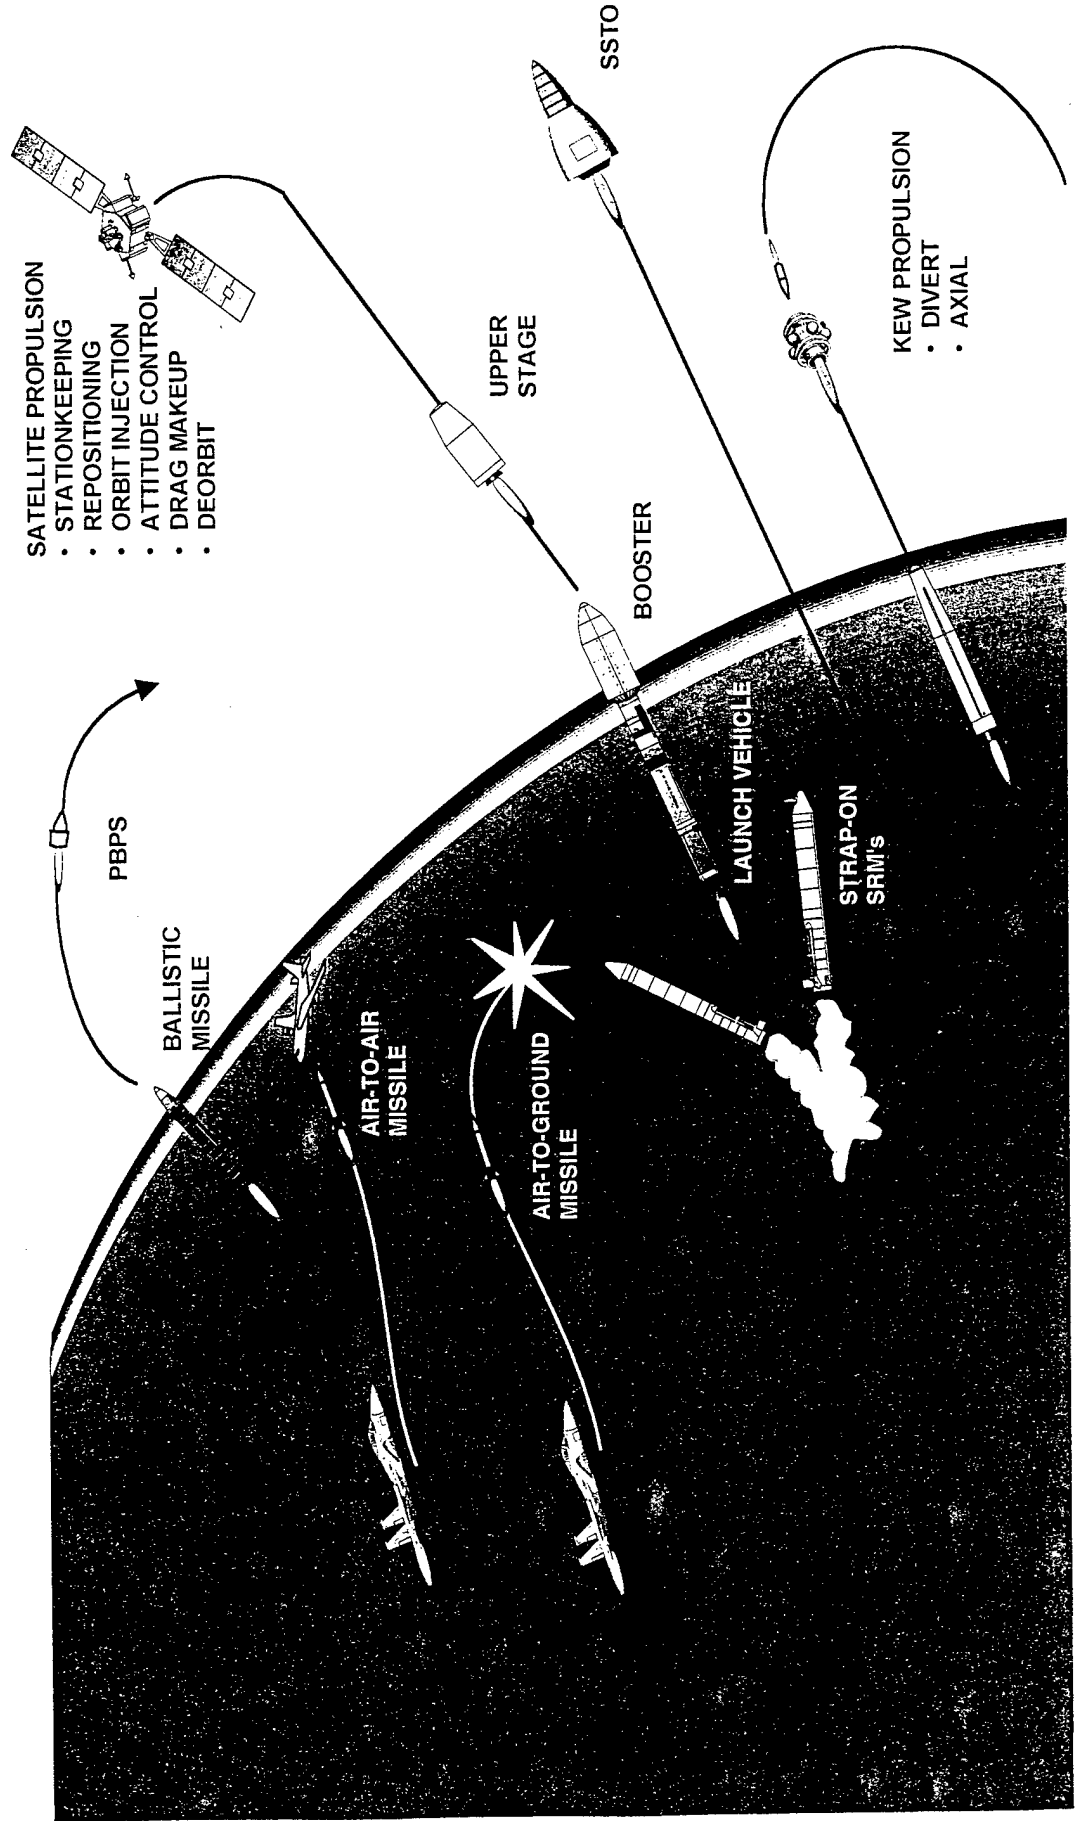 SATELLITE PROPULSION
• STATIONKEEPING
• REPOSITIONING
• ORBIT INJECTION
• ATTITUDE CONTROL
• DRAG MAKEUP
• DEORBIT
PBPS
BALLISTIC
MISSILE
UPPER
STAGE
SSTO
AIR-TO-AIR
MISSILE
BOOSTER
AIR-TO-GROUND
MISSILE
LAUNCH VEHICLE
STRAP-ON
SRM's
KEW PROPULSION
• DIVERT
• AXIAL